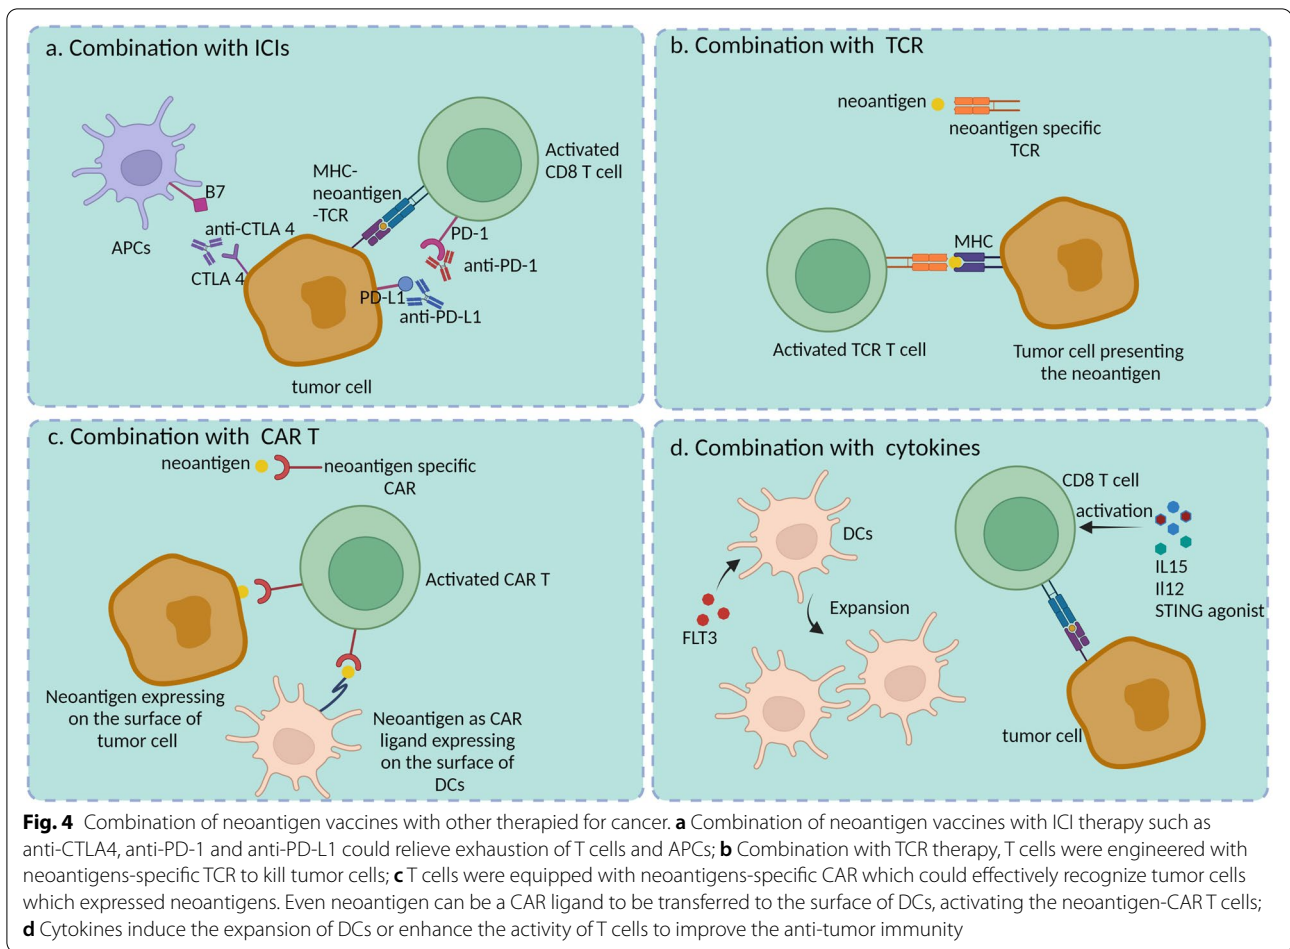 a. Combination with ICIs
MHC-
neoantigen
-TCR
Activated
CD8 T cell
B7
anti-CTLA 4
APCs
CTLA 4
PD-1
anti-PD-1
PD-L1
anti-PD-L1
tumor cell
b. Combination with TCR
neoantigen
neoantigen specific
TCR
MHC
Activated TCR T cell
Tumor cell presenting
the neoantigen
c. Combination with CAR T
neoantigen
neoantigen specific
CAR
Activated CAR T
Neoantigen expressing
on the surface of
tumor cell
Neoantigen as CAR
ligand expressing
on the surface of
DCs
d. Combination with cytokines
DCs
FLT3
Expansion
CD8 T cell
activation
IL15
Il12
STING agonist
tumor cell
Fig. 4 Combination of neoantigen vaccines with other therapied for cancer. a Combination of neoantigen vaccines with ICI therapy such as
anti-CTLA4, anti-PD-1 and anti-PD-L1 could relieve exhaustion of T cells and APCs; b Combination with TCR therapy, T cells were engineered with
neoantigens-specific TCR to kill tumor cells; c T cells were equipped with neoantigens-specific CAR which could effectively recognize tumor cells
which expressed neoantigens. Even neoantigen can be a CAR ligand to be transferred to the surface of DCs, activating the neoantigen-CAR T cells;
d Cytokines induce the expansion of DCs or enhance the activity of T cells to improve the anti-tumor immunity